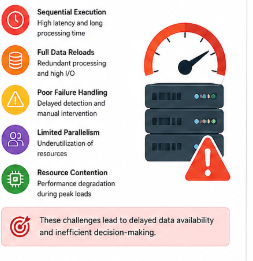 Sequential Execution
High latency and long
processing time
Full Data Reloads
Redundant processing
and high I/O
Poor Failure Handling
Delayed detection and
manual intervention
Limited Parallelism
Underutilization of
resources
Resource Contention
Performance degradation
during peak loads
These challenges lead to delayed data availability
and inefficient decision-making.